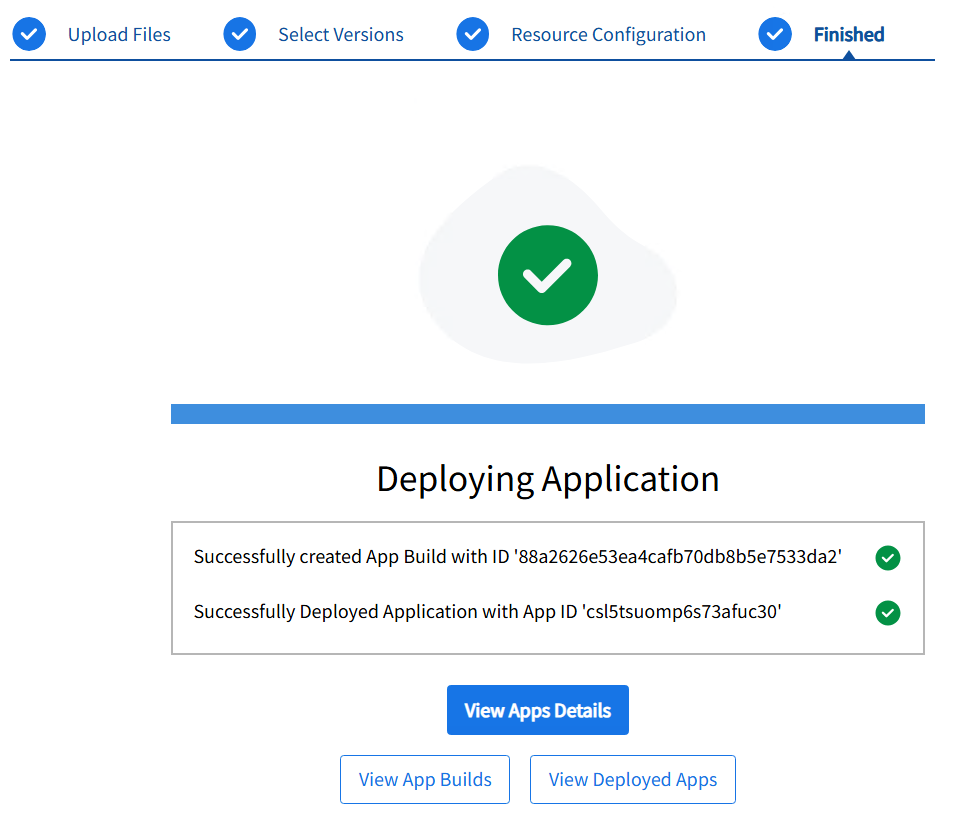 Upload Files Select Versions Resource Configuration Finished
Deploying Application
Successfully created App Build with ID '88a2626e53ea4cafb70db8b5e7533da2'
Successfully Deployed Application with App ID 'csl5tsuomp6s73afuc30'
View Apps Details
View App Builds View Deployed Apps